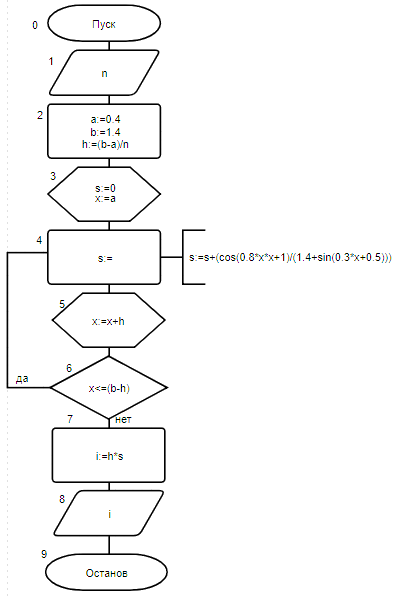 0
Пуск
1
n
2
a:=0.4
b:=1.4
h:=(b-a)/n
3
s:=0
x:=a
4
s:=
s:=s+(cos(0.8*x*x+1)/(1.4+sin(0.3*x+0.5)))
5
x:=x+h
6
да
x<=(b-h)
7
нет
i:=h*s
8
i
9
Останов